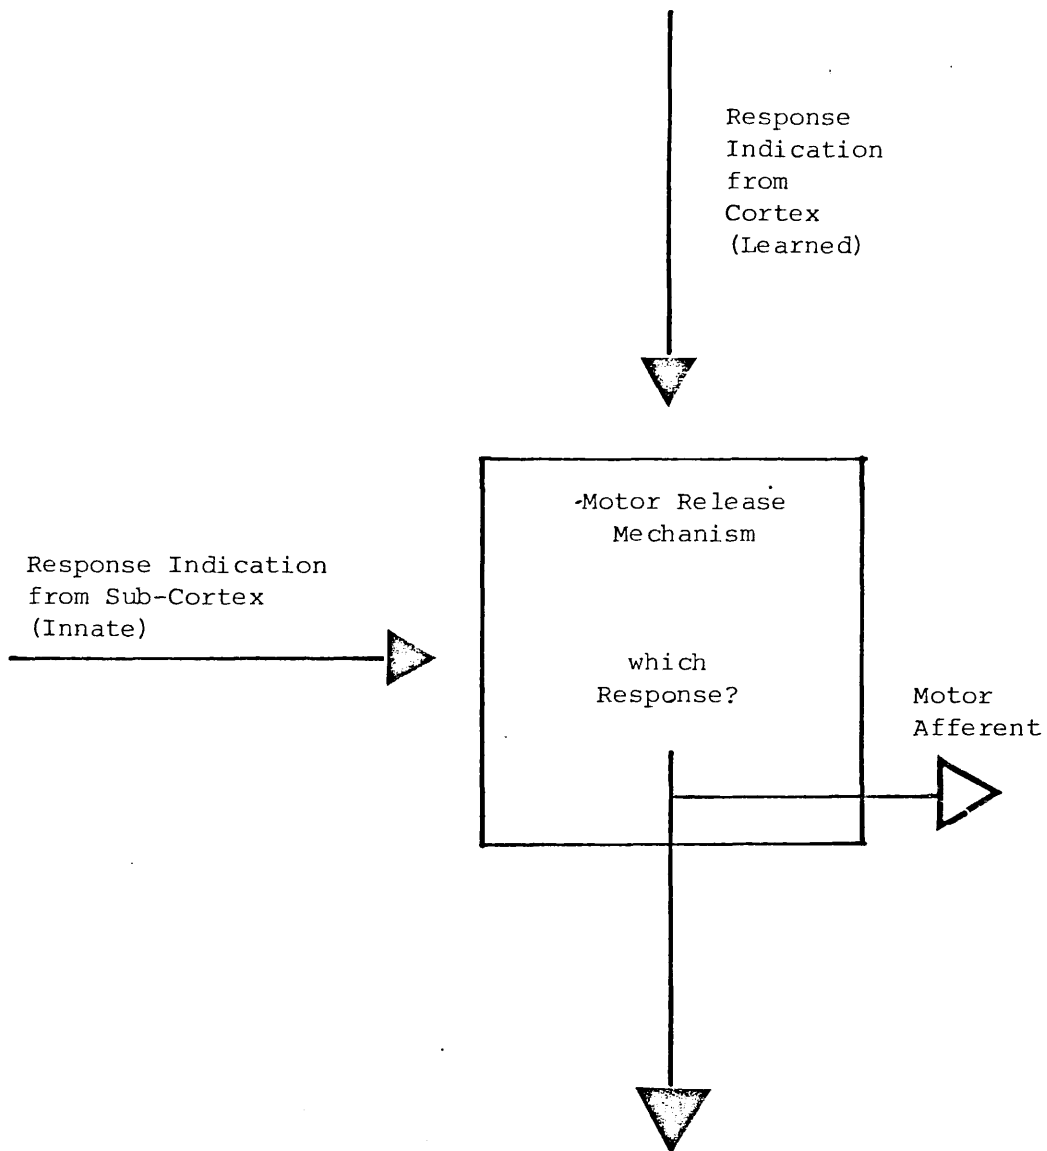 Response
Indication
from
Cortex
(Learned)
Motor Release
Mechanism
Response Indication
from Sub-Cortex
(Innate)
which
Response?
Motor
Afferent